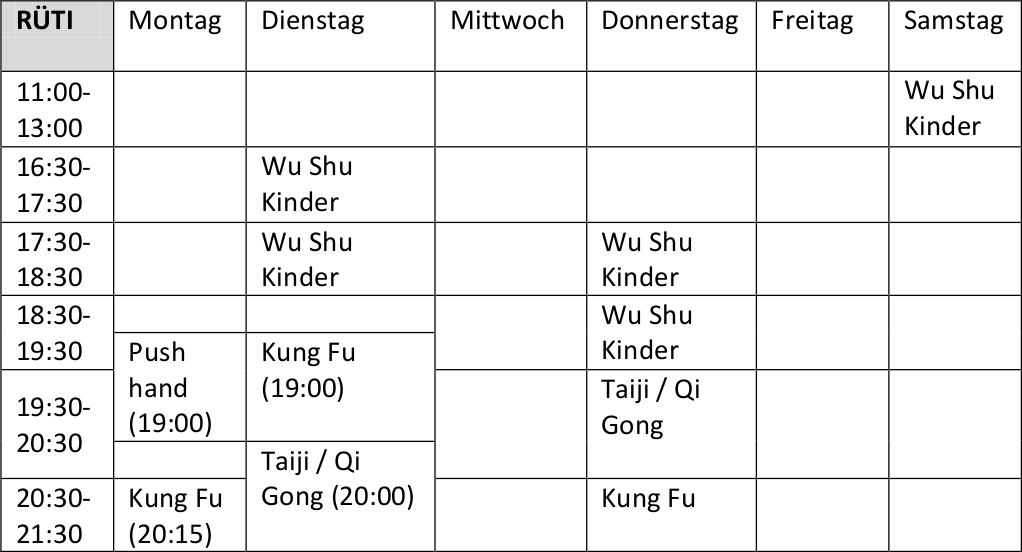 RÜTI Montag Dienstag Mittwoch Donnerstag Freitag Samstag
11:00-
13:00
Wu Shu
Kinder
16:30-
17:30
Wu Shu
Kinder
17:30-
18:30
Wu Shu
Kinder
Wu Shu
Kinder
18:30-
19:30
Wu Shu
Kinder
Push
hand
(19:00)
Kung Fu
(19:00)
19:30-
20:30
Taiji / Qi
Gong
Taiji / Qi
Gong (20:00)
20:30-
21:30
Kung Fu
(20:15)
Kung Fu